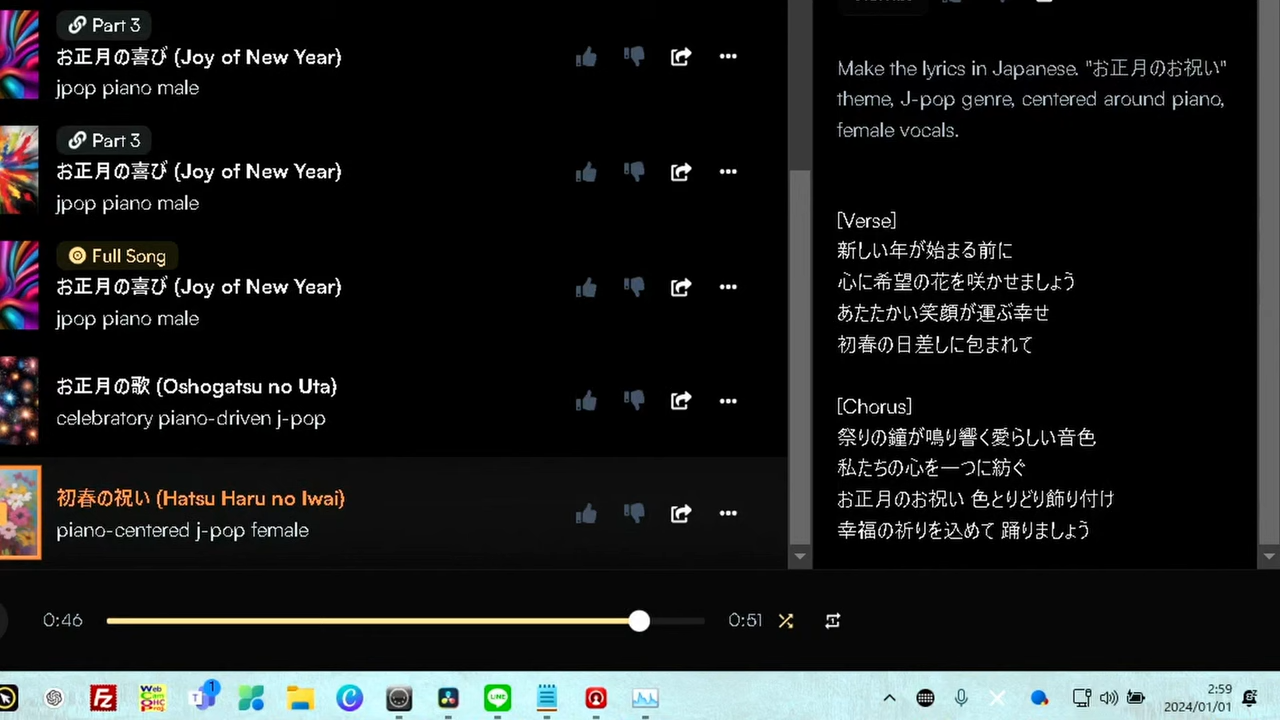 Part 3
お正月の喜び (Joy of New Year)
jpop piano male
Part 3
お正月の喜び (Joy of New Year)
jpop piano male
Full Song
お正月の喜び (Joy of New Year)
jpop piano male
お正月の歌 (Oshogatsu no Uta)
celebratory piano-driven j-pop
初春の祝い (Hatsu Haru no Iwai)
piano-centered j-pop female
Make the lyrics in Japanese. "お正月のお祝い"
theme, J-pop genre, centered around piano,
female vocals.
[Verse]
新しい年が始まる前に
心に希望の花を咲かせましょう
あたたかい笑顔が運ぶ幸せ
初春の日差しに包まれて
[Chorus]
祭りの鐘が鳴り響く愛らしい音色
私たちの心を一つに紡ぐ
お正月のお祝い 色とりどり飾り付け
幸福の祈りを込めて 踊りましょう
0:46
0:51
1
LINE
2:59
2024/01/01